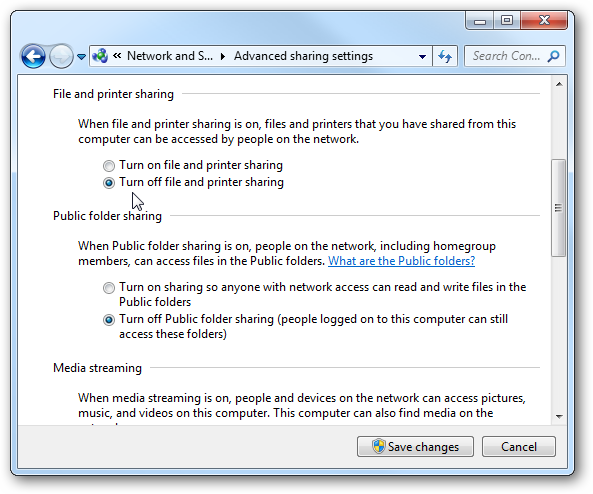 « Network and S... ▸ Advanced sharing settings
Search Con...
File and printer sharing
When file and printer sharing is on, files and printers that you have shared from this
computer can be accessed by people on the network.
Turn on file and printer sharing
Turn off file and printer sharing
Public folder sharing
When Public folder sharing is on, people on the network, including homegroup
members, can access files in the Public folders. What are the Public folders?
Turn on sharing so anyone with network access can read and write files in the
Public folders
Turn off Public folder sharing (people logged on to this computer can still
access these folders)
Media streaming
When media streaming is on, people and devices on the network can access pictures,
music, and videos on this computer. This computer can also find media on the
Save changes
Cancel